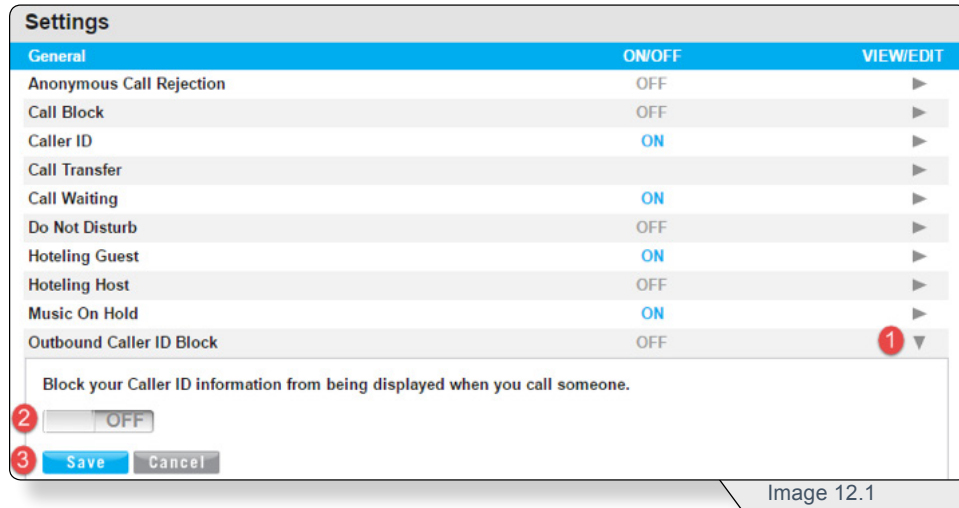 Settings
General ON/OFF VIEW/EDIT
Anonymous Call Rejection OFF
Call Block OFF
Caller ID ON
Call Transfer
Call Waiting ON
Do Not Disturb OFF
Hoteling Guest ON
Hoteling Host OFF
Music On Hold ON
Outbound Caller ID Block OFF 1
Block your Caller ID information from being displayed when you call someone.
2 OFF
3 Save Cancel
Image 12.1